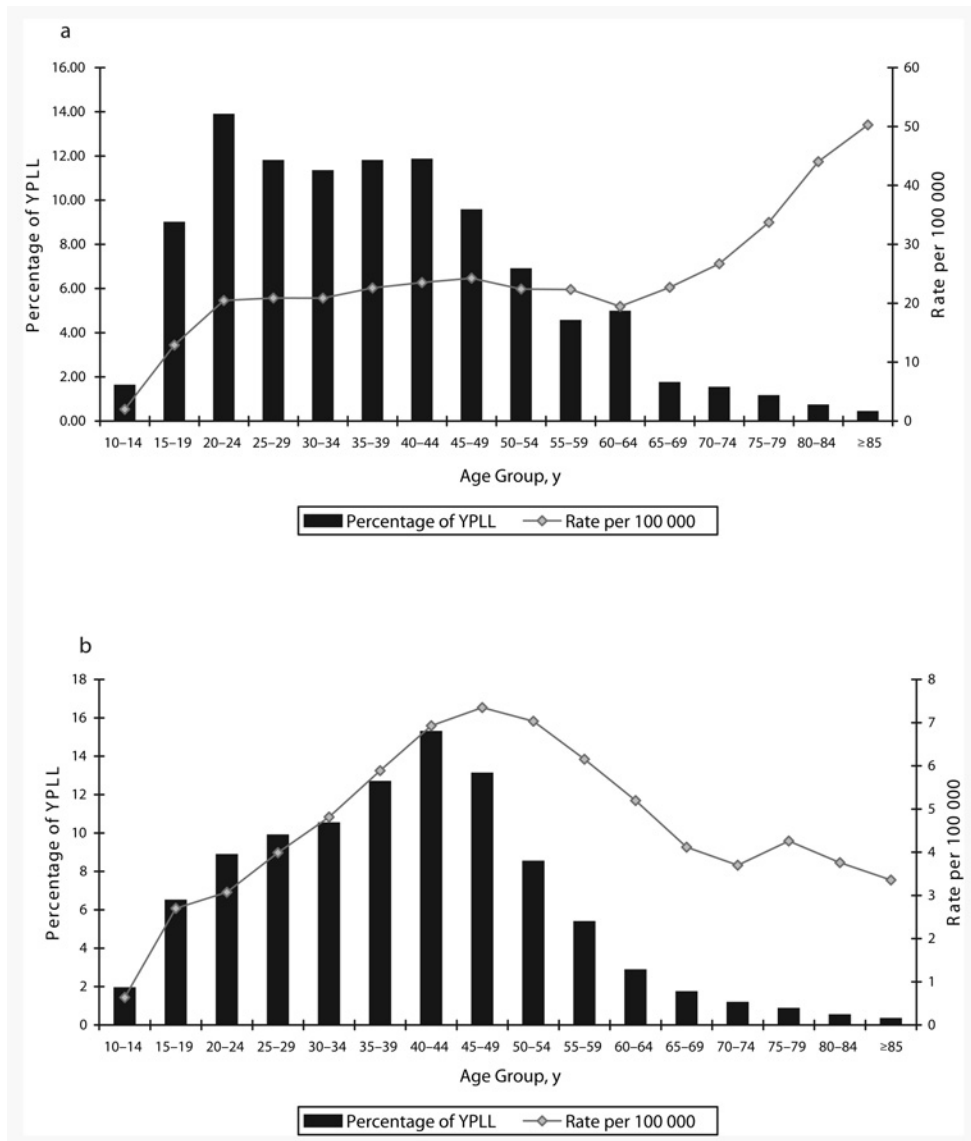 a
Percentage of YPLL
16.00
14.00
12.00
10.00
8.00
6.00
4.00
2.00
0.00
60
50
40
30
20
10
0
Rate per 100 000
10–14 15–19 20–24 25–29 30–34 35–39 40–44 45–49 50–54 55–59 60–64 65–69 70–74 75–79 80–84 ≥85
Age Group, y
Percentage of YPLL Rate per 100 000
b
Percentage of YPLL
18
16
14
12
10
8
6
4
2
0
8
7
6
5
4
3
2
1
0
Rate per 100 000
10–14 15–19 20–24 25–29 30–34 35–39 40–44 45–49 50–54 55–59 60–64 65–69 70–74 75–79 80–84 ≥85
Age Group, y
Percentage of YPLL Rate per 100 000